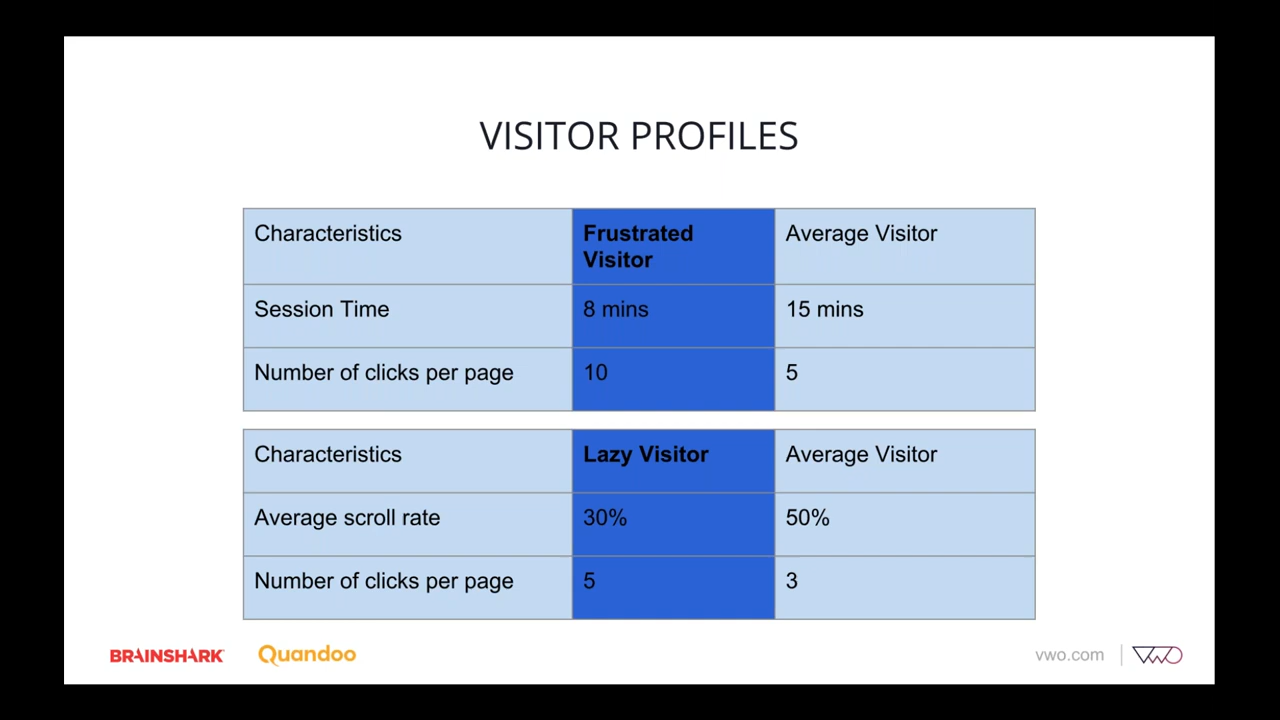 VISITOR PROFILES
Characteristics
Frustrated
Visitor
Average Visitor
Session Time
8 mins
15 mins
Number of clicks per page
10
5
Characteristics
Lazy Visitor
Average Visitor
Average scroll rate
30%
50%
Number of clicks per page
5
3
BRAINSHARK
Quandoo
vwo.com
VWO